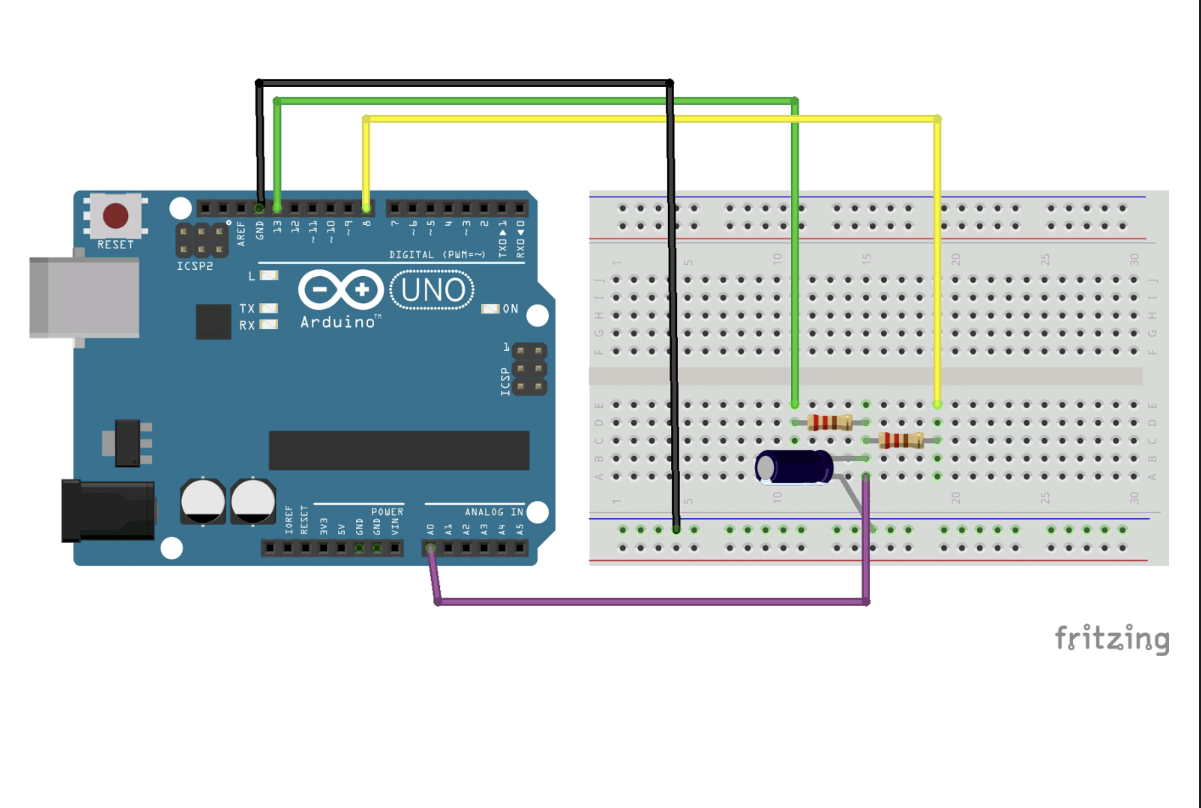 RESET
ICSP2
AREF
GND
13
12
~11
~10
~9
8
7
~6
~5
4
~3
2
TX0▶1
RX0◀0
DIGITAL (PWM=~)
L
TX
RX
UNO
ON
Arduino™
1
ICSP
IOREF
RESET
3V3
5V
GND
GND
VIN
POWER
ANALOG IN
A0
A1
A2
A3
A4
A5
1 5 10 15 20 25 30
J J
I I
H H
G G
F F
E E
D D
C C
B B
A A
1 5 10 15 20 25 30
fritzing